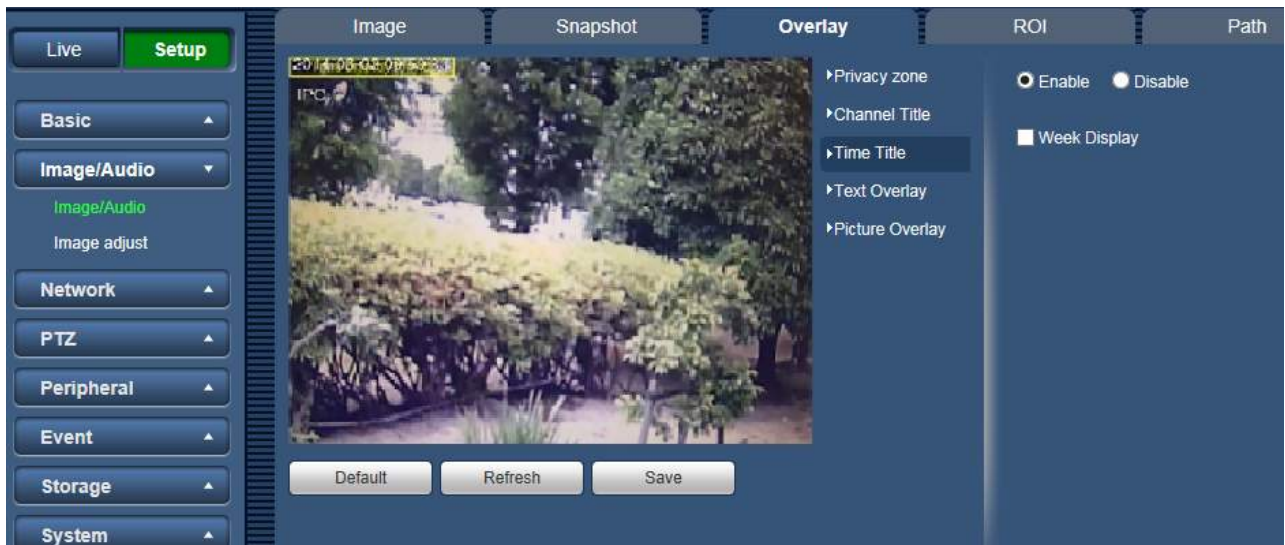 Live Setup
Image Snapshot Overlay ROI Path
Basic
Image/Audio
Image/Audio
Image adjust
Network
PTZ
Peripheral
Event
Storage
System
IPC
Privacy zone
Channel Title
Time Title
Text Overlay
Picture Overlay
Enable Disable
Week Display
Default Refresh Save